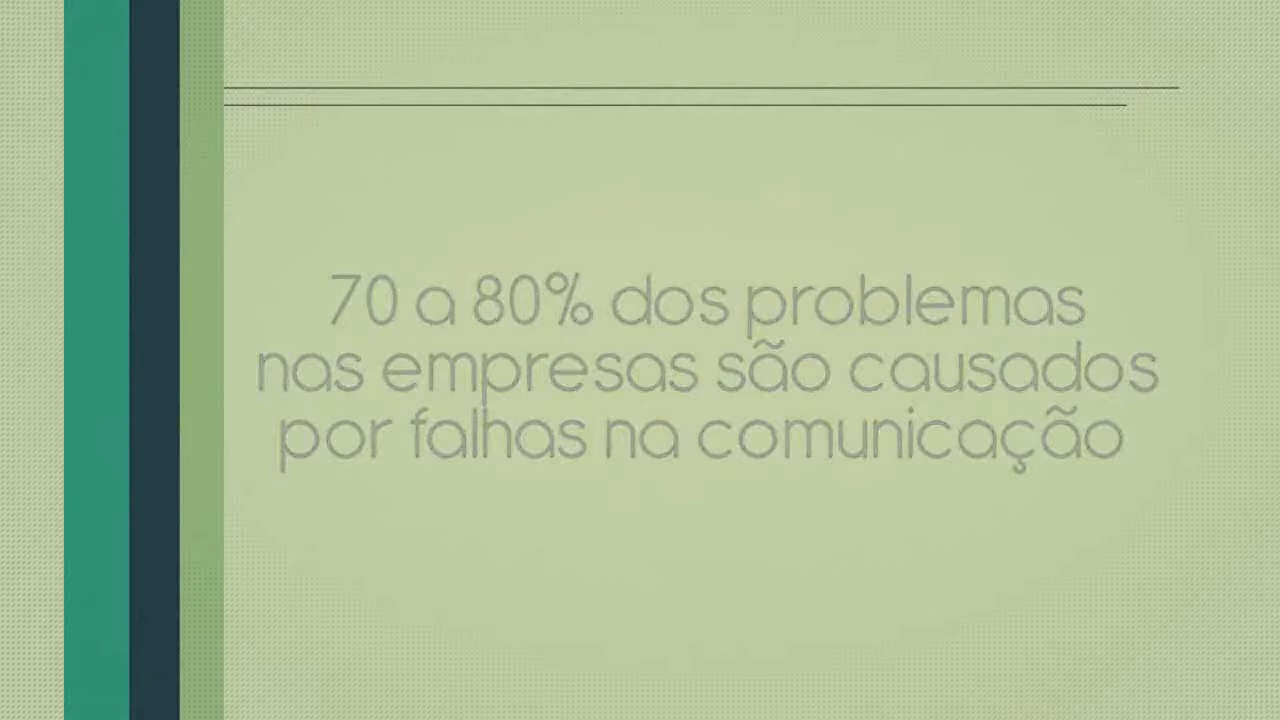 70 a 80% dos problemas
nas empresas são causados
por falhas na comunicação